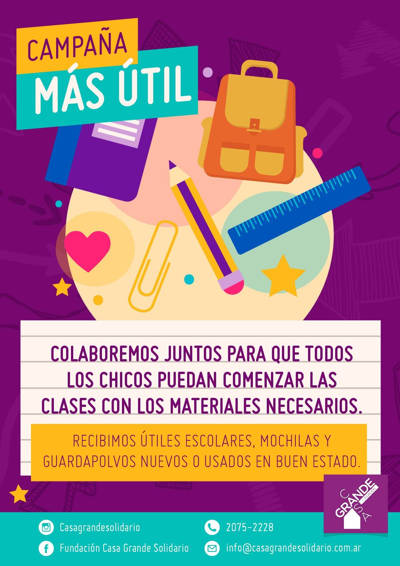 CAMPAÑA
MÁS ÚTIL
COLABOREMOS JUNTOS PARA QUE TODOS
LOS CHICOS PUEDAN COMENZAR LAS
CLASES CON LOS MATERIALES NECESARIOS.
RECIBIMOS ÚTILES ESCOLARES, MOCHILAS Y
GUARDAPOLVOS NUEVOS O USADOS EN BUEN ESTADO.
CASA
GRANDE
Casagrandesolidario
2075-2228
Fundación Casa Grande Solidario
info@casagrandesolidario.com.ar